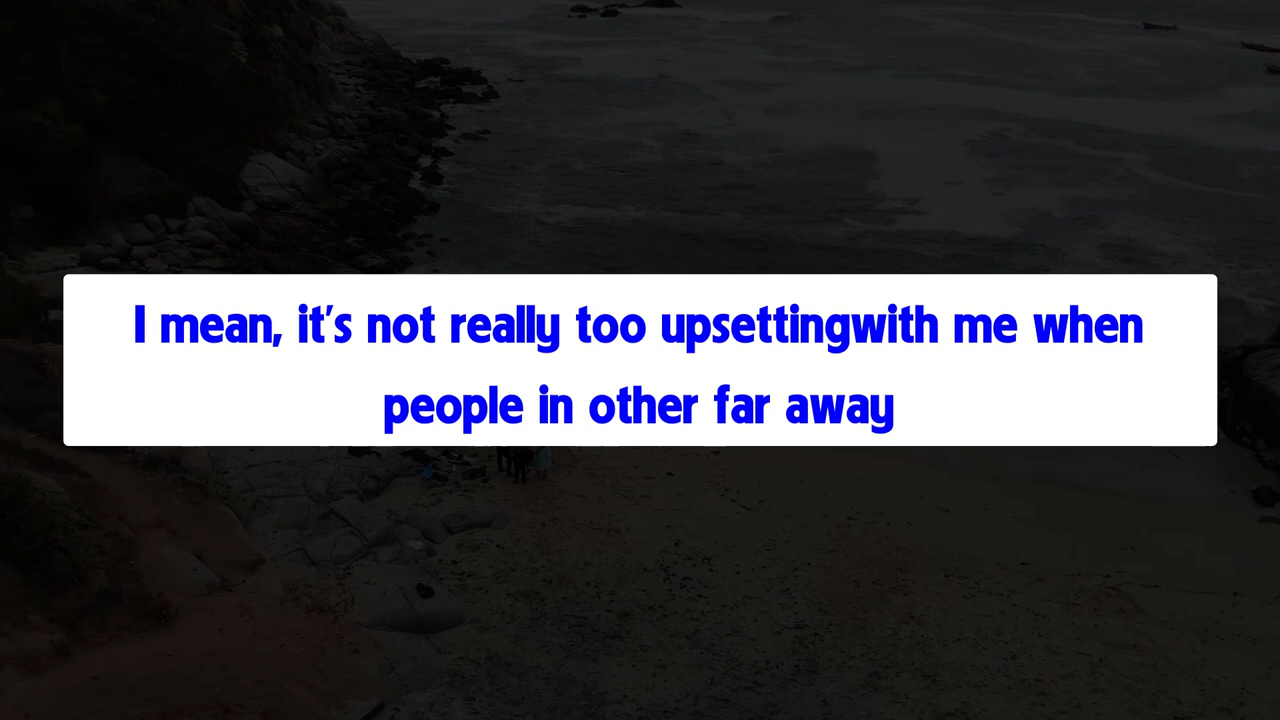 I mean, it's not really too upsettingwith me when
people in other far away